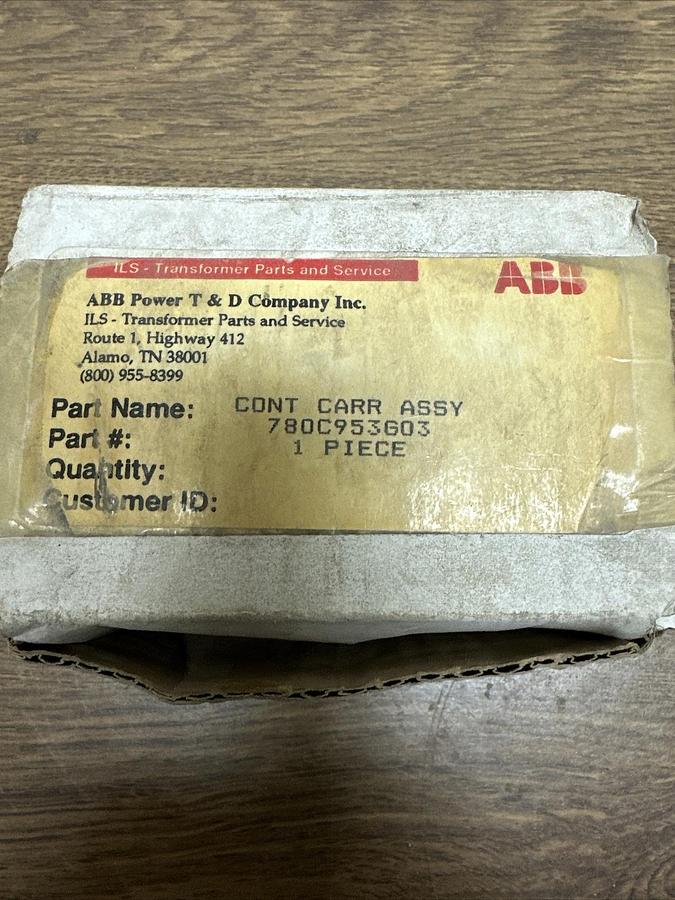 ILS - Transformer Parts and Service
ABB
ABB Power T & D Company Inc.
ILS - Transformer Parts and Service
Route 1, Highway 412
Alamo, TN 38001
(800) 955-8399
Part Name: CONT CARR ASSY
Part #: 780C953G03
Quantity: 1 PIECE
Customer ID: